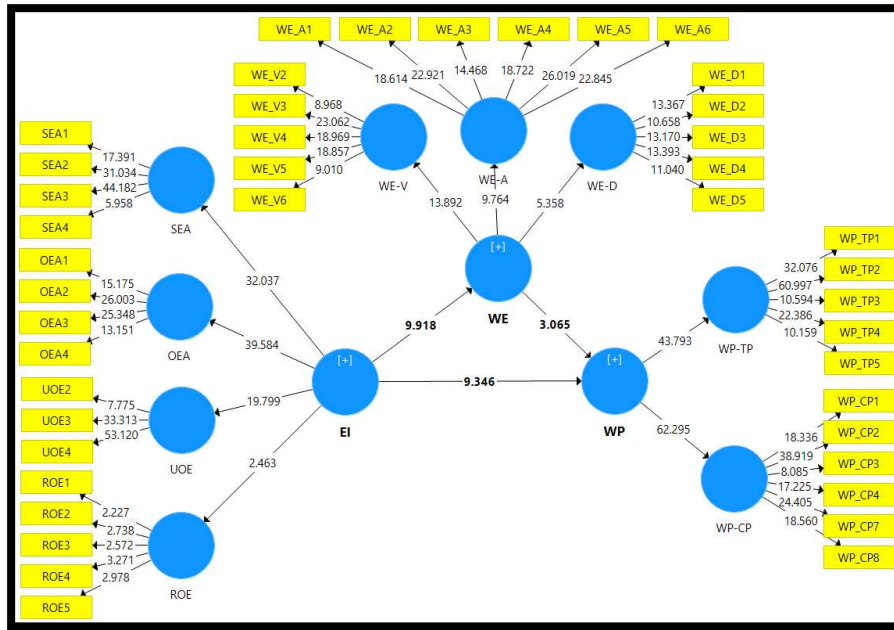 WE_A1
WE_A2
WE_A3
WE_A4
WE_A5
WE_A6
18.614
22.921
14.468
18.722
26.019
22.845
WE_V2
WE_V3
WE_V4
WE_V5
WE_V6
8.968
23.062
18.969
18.857
9.010
WE-V
WE-A
WE-D
13.367
10.658
13.170
13.393
11.040
WE_D1
WE_D2
WE_D3
WE_D4
WE_D5
SEA1
SEA2
SEA3
SEA4
17.391
31.034
44.182
5.958
SEA
13.892
9.764
5.358
[+]
WE
OEA1
OEA2
OEA3
OEA4
15.175
26.003
25.348
13.151
OEA
32.037
39.584
9.918
3.065
WP_TP1
WP_TP2
WP_TP3
WP_TP4
WP_TP5
32.076
60.997
10.594
22.386
10.159
WP-TP
43.793
UOE2
UOE3
UOE4
7.775
33.313
53.120
UOE
19.799
[+]
EI
9.346
[+]
WP
62.295
2.463
ROE1
ROE2
ROE3
ROE4
ROE5
2.227
2.738
2.572
3.271
2.978
ROE
WP_CP1
WP_CP2
WP_CP3
WP_CP4
WP_CP7
WP_CP8
18.336
38.919
8.085
17.225
24.405
18.560
WP-CP